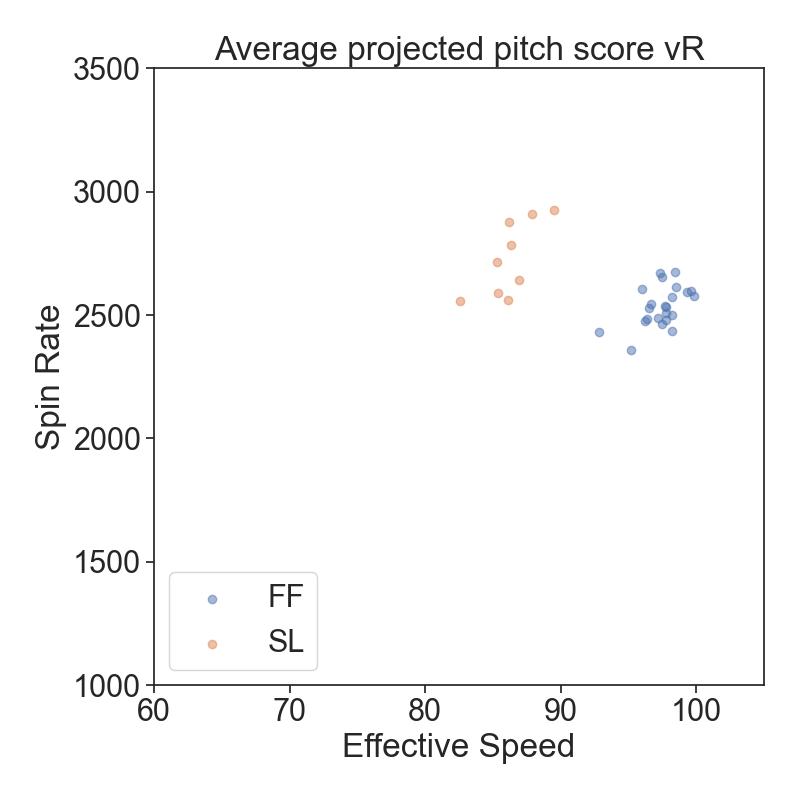 Average projected pitch score vR
3500
3000
2500
2000
1500
1000
Spin Rate
FF
SL
60 70 80 90 100
Effective Speed